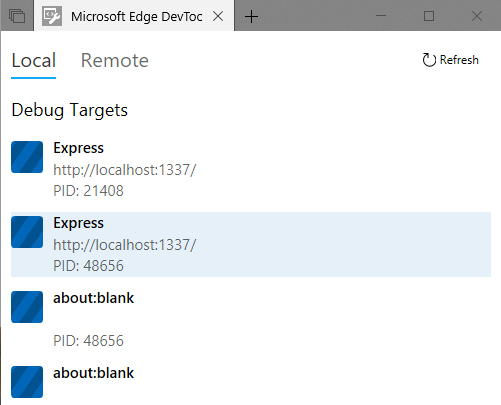 Microsoft Edge DevToc
Local Remote Refresh
Debug Targets
Express
http://localhost:1337/
PID: 21408
Express
http://localhost:1337/
PID: 48656
about:blank
PID: 48656
about:blank